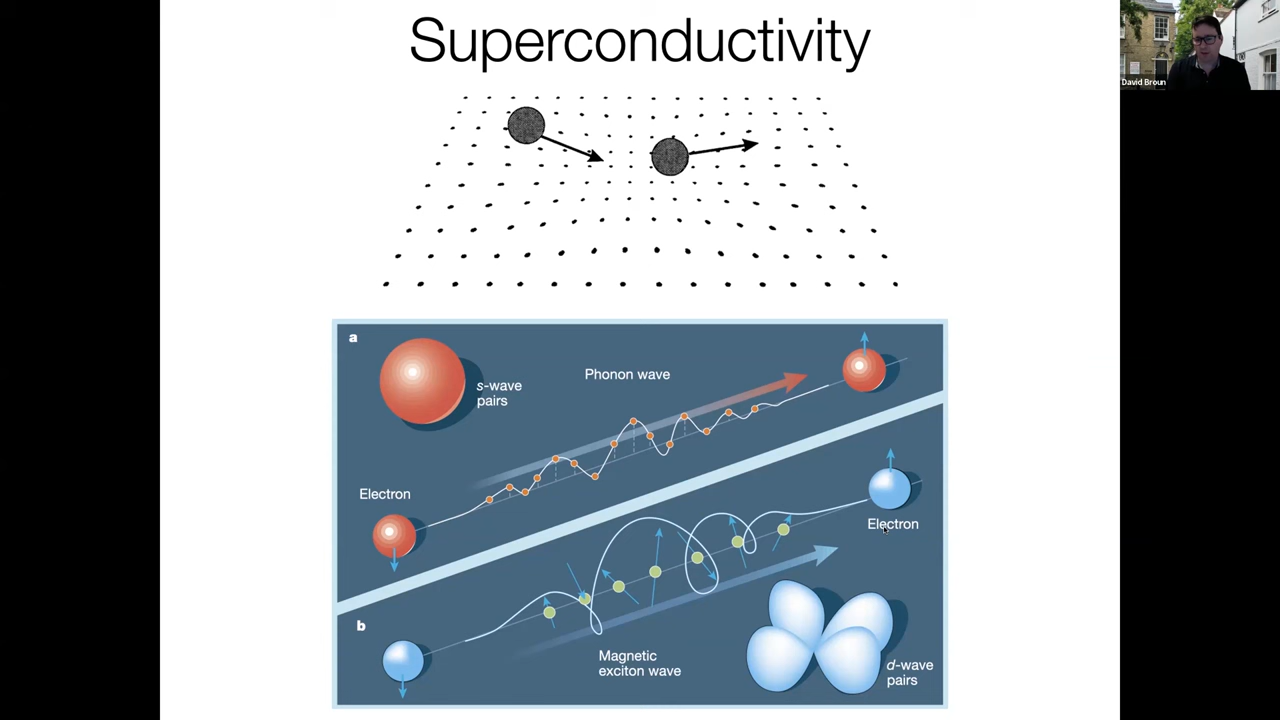 Superconductivity
David Broun
a
s-wave
pairs
Phonon wave
Electron
Electron
b
Magnetic
exciton wave
d-wave
pairs